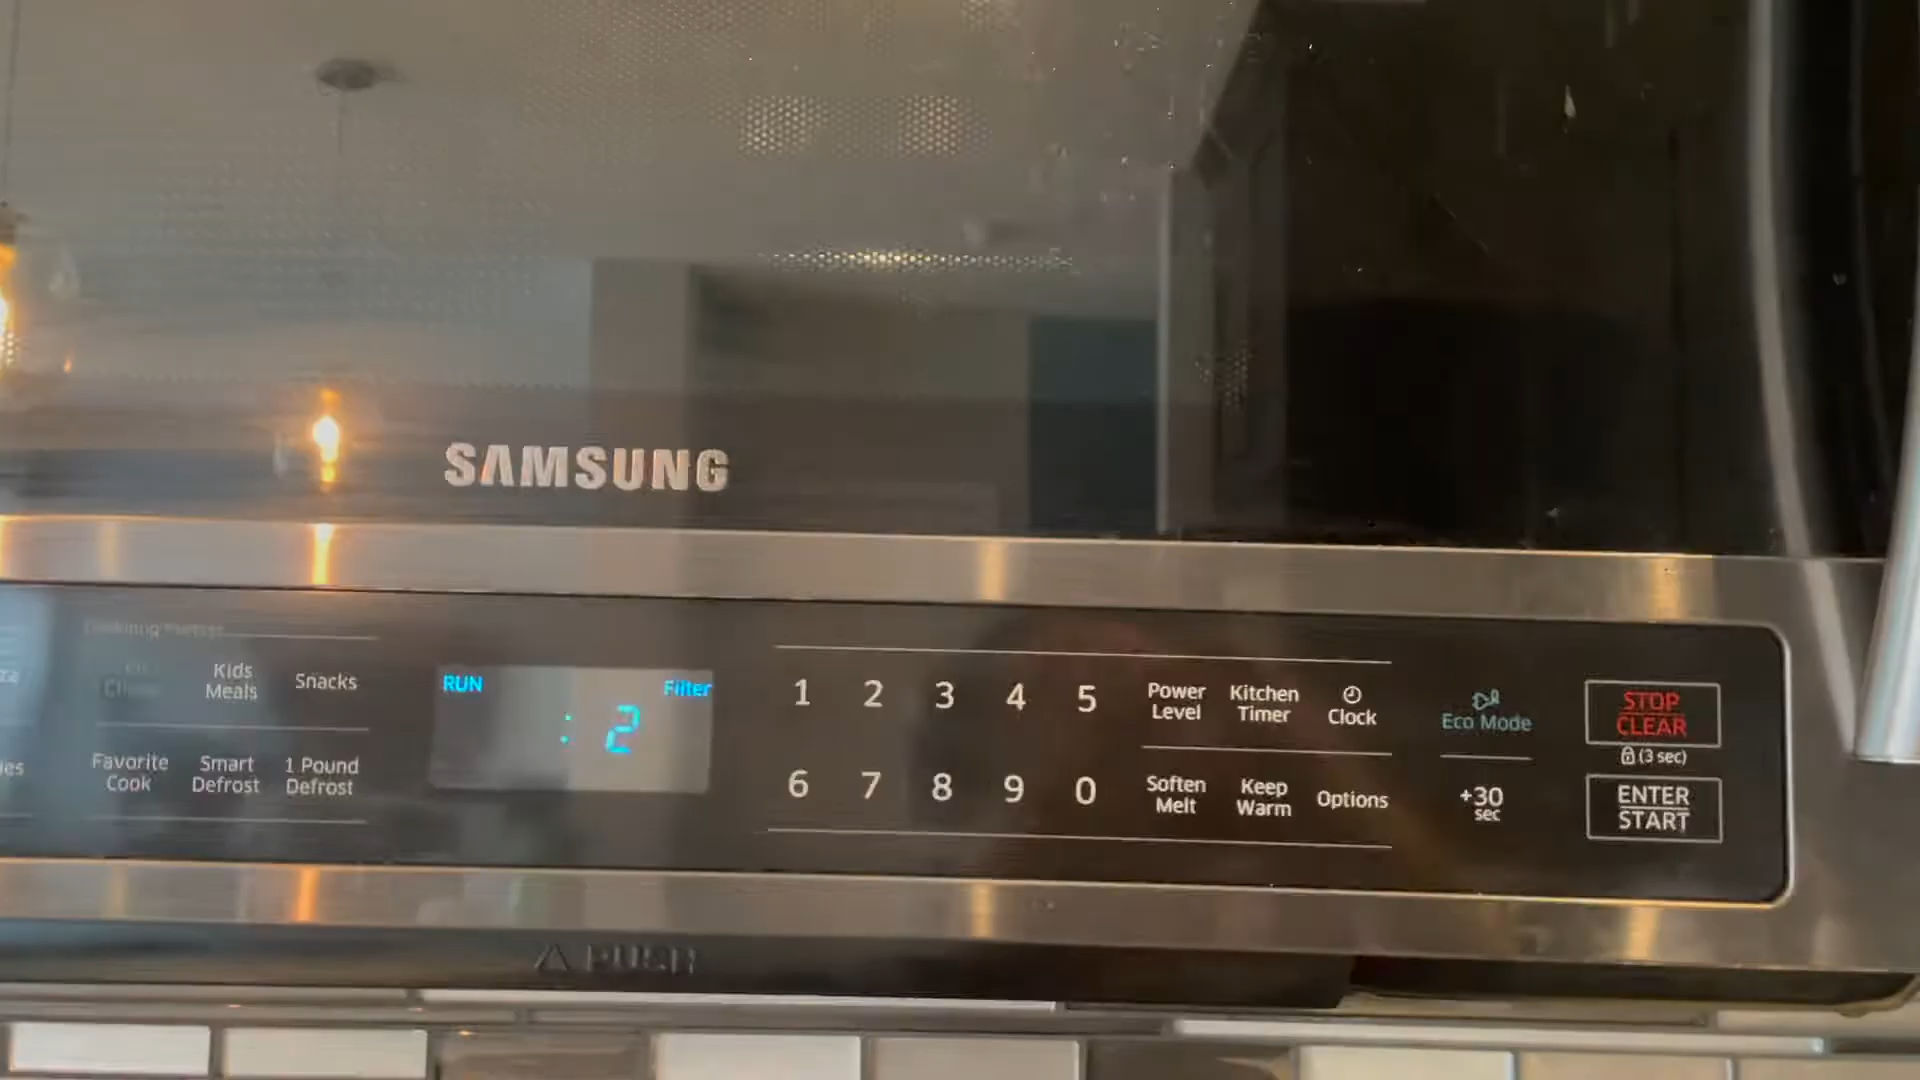 SAMSUNG
Kids
Meals
Snacks
Favorite
Cook
Smart
Defrost
1 Pound
Defrost
RUN
Filter
: 2
1 2 3 4 5
6 7 8 9 0
Power
Level
Kitchen
Timer
Clock
Soften
Melt
Keep
Warm
Options
Eco Mode
+30
sec
STOP
CLEAR
(3 sec)
ENTER
START
PUSH